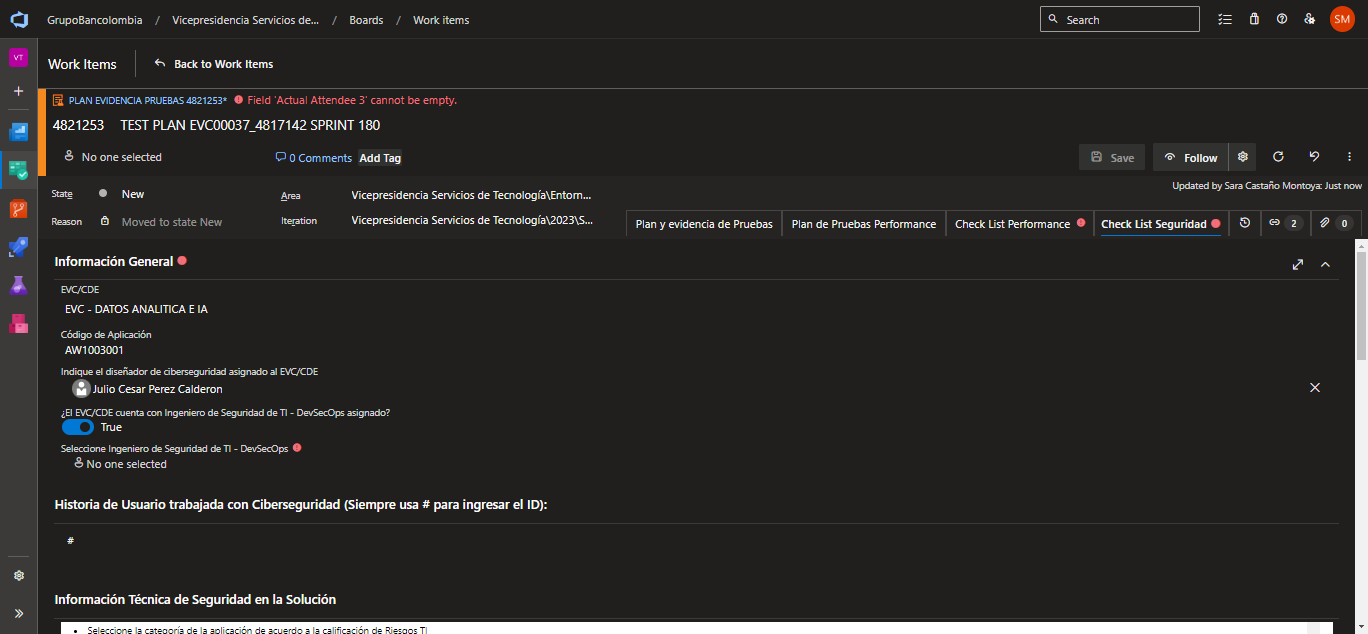 GrupoBancolombia / Vicepresidencia Servicios de... / Boards / Work items
Search
SM
VT
Work Items
Back to Work Items
PLAN EVIDENCIA PRUEBAS 4821253* Field 'Actual Attendee 3' cannot be empty.
4821253 TEST PLAN EVC00037_4817142 SPRINT 180
No one selected
0 Comments
Add Tag
Save
Follow
Updated by Sara Castaño Montoya: Just now
State New
Area Vicepresidencia Servicios de Tecnología\Entorn...
Reason Moved to state New
Iteration Vicepresidencia Servicios de Tecnología\2023\S...
Plan y evidencia de Pruebas
Plan de Pruebas Performance
Check List Performance
Check List Seguridad
2
0
Información General
EVC/CDE
EVC - DATOS ANALITICA E IA
Código de Aplicación
AW1003001
Indique el diseñador de ciberseguridad asignado al EVC/CDE
Julio Cesar Perez Calderon
¿El EVC/CDE cuenta con Ingeniero de Seguridad de TI - DevSecOps asignado?
True
Seleccione Ingeniero de Seguridad de TI - DevSecOps
No one selected
Historia de Usuario trabajada con Ciberseguridad (Siempre usa # para ingresar el ID):
#
Información Técnica de Seguridad en la Solución
• Seleccione la categoría de la aplicación de acuerdo a la calificación de Riesgos TI